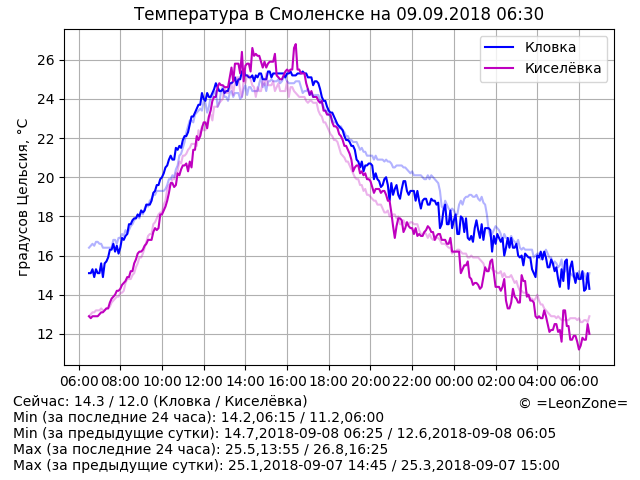 Температура в Смоленске на 09.09.2018 06:30
градусов Цельсия, °C
26
24
22
20
18
16
14
12
Кловка
Киселёвка
06:00 08:00 10:00 12:00 14:00 16:00 18:00 20:00 22:00 00:00 02:00 04:00 06:00
Сейчас: 14.3 / 12.0 (Кловка / Киселёвка)
© =LeonZone=
Min (за последние 24 часа): 14.2,06:15 / 11.2,06:00
Min (за предыдущие сутки): 14.7,2018-09-08 06:25 / 12.6,2018-09-08 06:05
Max (за последние 24 часа): 25.5,13:55 / 26.8,16:25
Max (за предыдущие сутки): 25.1,2018-09-07 14:45 / 25.3,2018-09-07 15:00